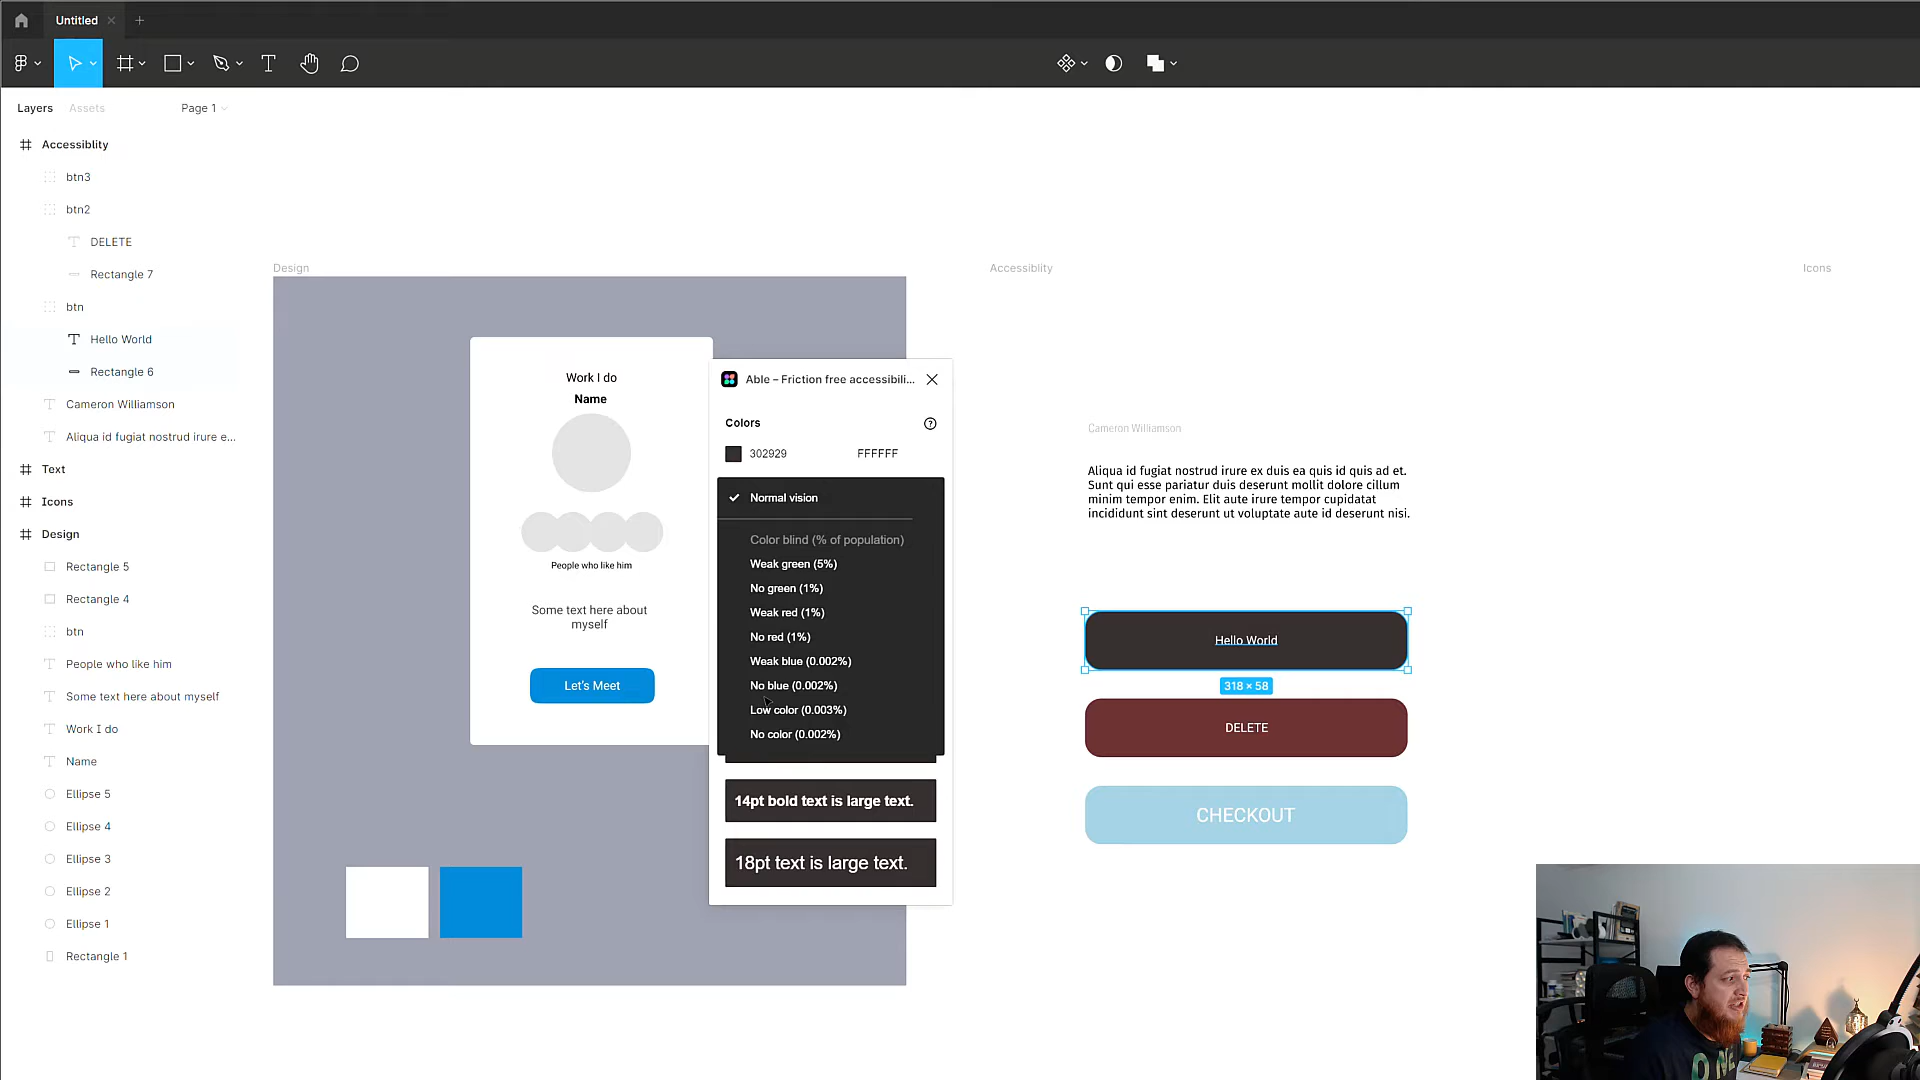 Untitled
Layers
Assets
Page 1
Accessiblity
btn3
btn2
DELETE
Rectangle 7
btn
Hello World
Rectangle 6
Cameron Williamson
Aliqua id fugiat nostrud irure e...
Text
Icons
Design
Rectangle 5
Rectangle 4
btn
People who like him
Some text here about myself
Work I do
Name
Ellipse 5
Ellipse 4
Ellipse 3
Ellipse 2
Ellipse 1
Rectangle 1
Design
Work I do
Name
People who like him
Some text here about
myself
Let's Meet
Able – Friction free accessibili...
Colors
302929
FFFFFF
Normal vision
Color blind (% of population)
Weak green (5%)
No green (1%)
Weak red (1%)
No red (1%)
Weak blue (0.002%)
No blue (0.002%)
Low color (0.003%)
No color (0.002%)
14pt bold text is large text.
18pt text is large text.
Accessiblity
Cameron Williamson
Aliqua id fugiat nostrud irure ex duis ea quis id quis ad et.
Sunt qui esse pariatur duis deserunt mollit dolore cillum
minim tempor enim. Elit aute irure tempor cupidatat
incididunt sint deserunt ut voluptate aute id deserunt nisi.
Hello World
318 × 58
DELETE
CHECKOUT
Icons